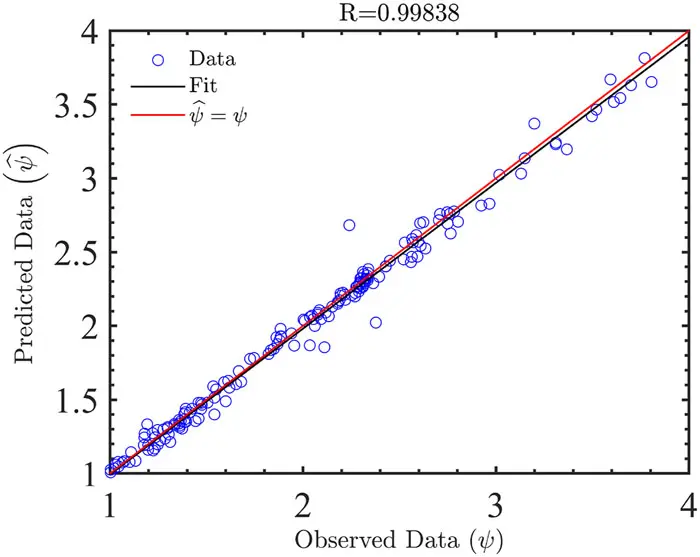 R=0.99838
4
3.5
3
2.5
2
1.5
1
Predicted Data (ψ̂)
Data
Fit
ψ̂ = ψ
1 2 3 4
Observed Data (ψ)